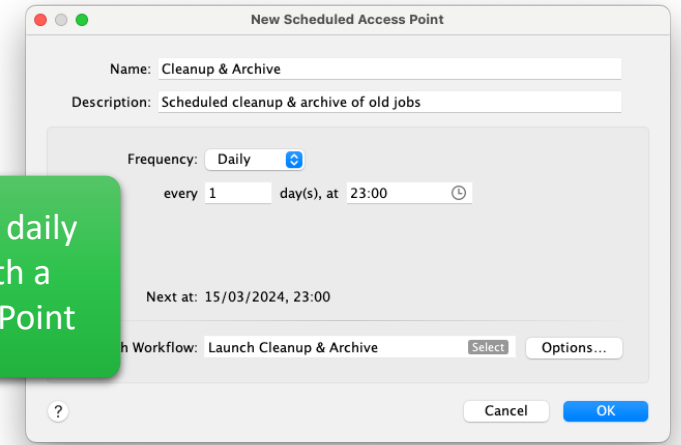 New Scheduled Access Point
Name: Cleanup & Archive
Description: Scheduled cleanup & archive of old jobs
Frequency: Daily
every 1 day(s), at 23:00
daily
a
Point
Next at: 15/03/2024, 23:00
Workflow: Launch Cleanup & Archive Select Options...
? Cancel OK